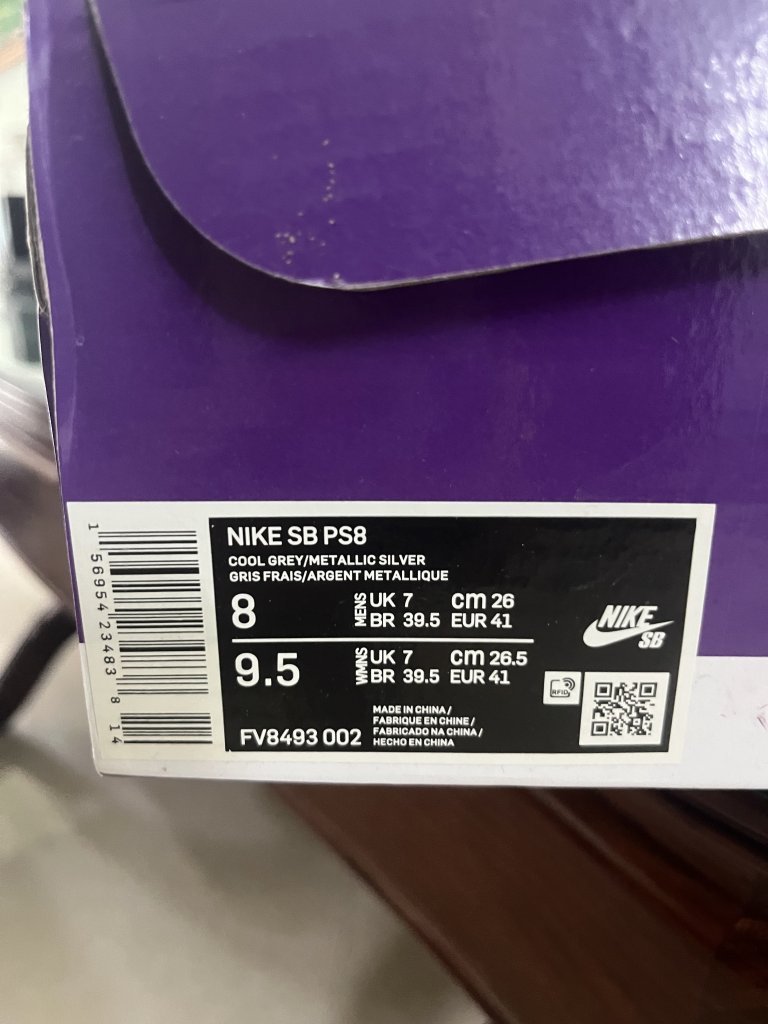 NIKE SB PS8
COOL GREY/METALLIC SILVER
GRIS FRAIS/ARGENT METALLIQUE
8 MENS UK 7 cm 26
BR 39.5 EUR 41
9.5 WMNS UK 7 cm 26.5
BR 39.5 EUR 41
FV8493 002
MADE IN CHINA /
FABRIQUE EN CHINE /
FABRICADO NA CHINA /
HECHO EN CHINA
NIKE
SB
RFID
1 56954 23483 8 14